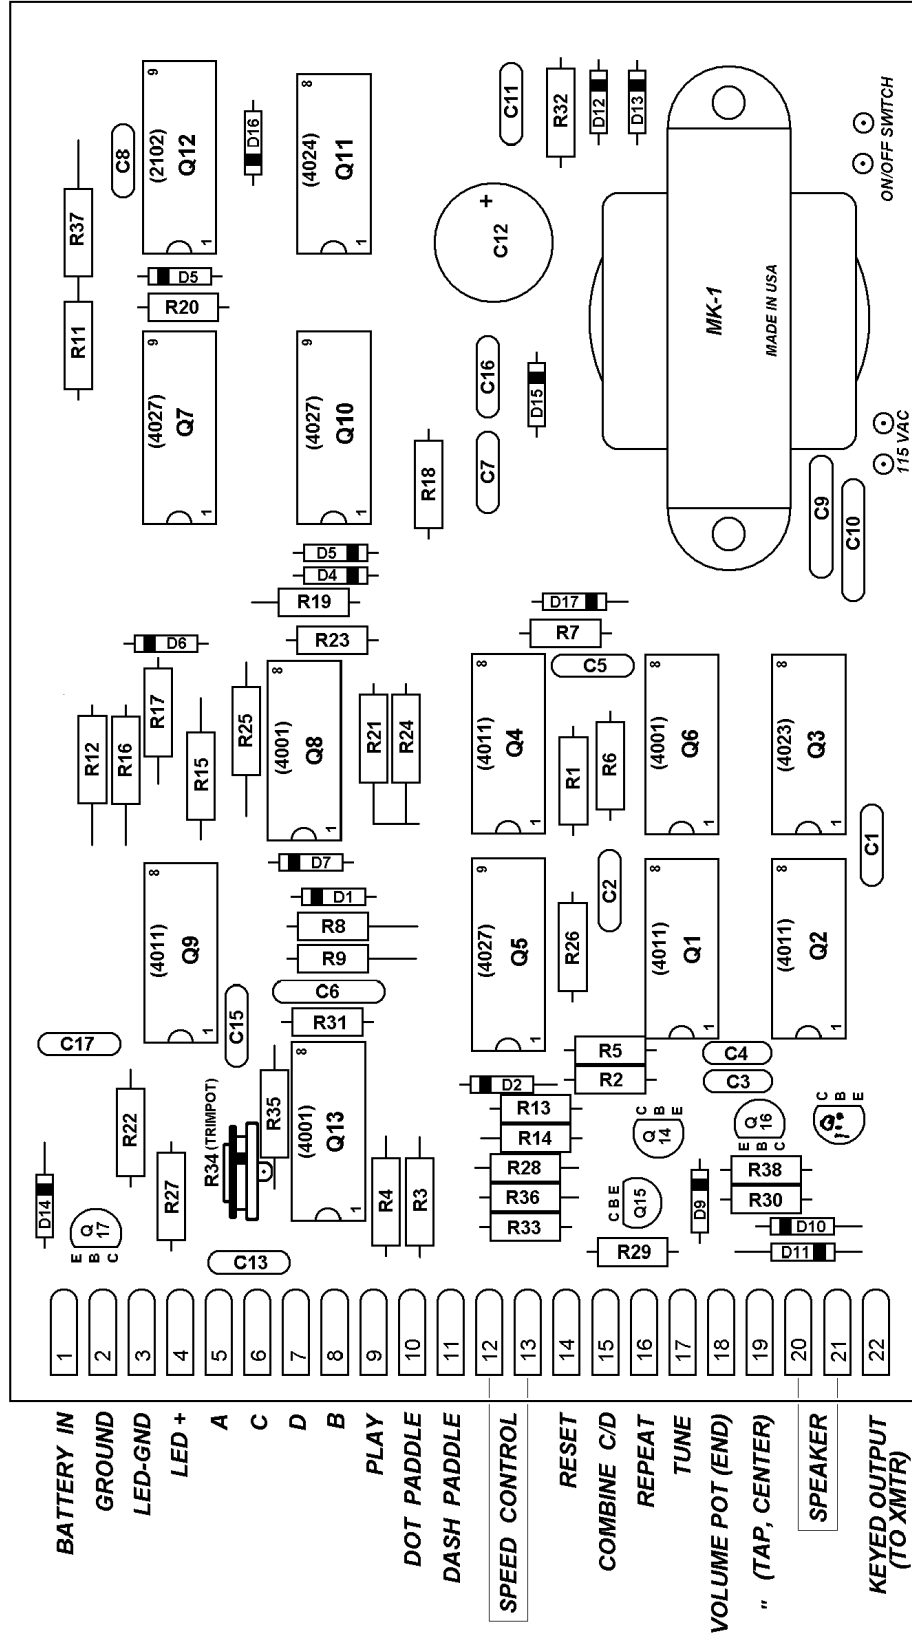 9
(2102)
Q12
1
C8
R37
D16
8
(4024)
Q11
1
C11
R32
D12
D13
ON/OFF SWITCH
+
C12
D5
R20
R11
9
(4027)
Q7
1
9
(4027)
Q10
1
C16
D15
MK-1
MADE IN USA
R18
C7
115 VAC
C9
C10
D5
D4
R19
R23
D17
R7
C5
D6
R17
R12
R16
R15
R25
8
(4001)
Q8
1
R21
R24
8
(4011)
Q4
1
R1
R6
8
(4001)
Q6
1
8
(4023)
Q3
1
C1
8
(4011)
Q9
1
D7
D1
R8
R9
C6
R31
9
(4027)
Q5
1
R26
C2
8
(4011)
Q1
1
8
(4011)
Q2
1
C17
C15
R22
D14
R27
R34 (TRIMPOT)
R35
8
(4001)
Q13
1
R4
R3
D2
R5
R2
C4
C3
R13
R14
R28
R36
R33
C B E
Q
14
E B C
Q
16
C B E
C B E
Q15
D9
R38
R30
D10
D11
R29
E B C
Q
17
C13
1
2
3
4
5
6
7
8
9
10
11
12
13
14
15
16
17
18
19
20
21
22
BATTERY IN
GROUND
LED-GND
LED +
A
C
D
B
PLAY
DOT PADDLE
DASH PADDLE
SPEED CONTROL
RESET
COMBINE C/D
REPEAT
TUNE
VOLUME POT (END)
" (TAP, CENTER)
SPEAKER
KEYED OUTPUT
(TO XMTR)